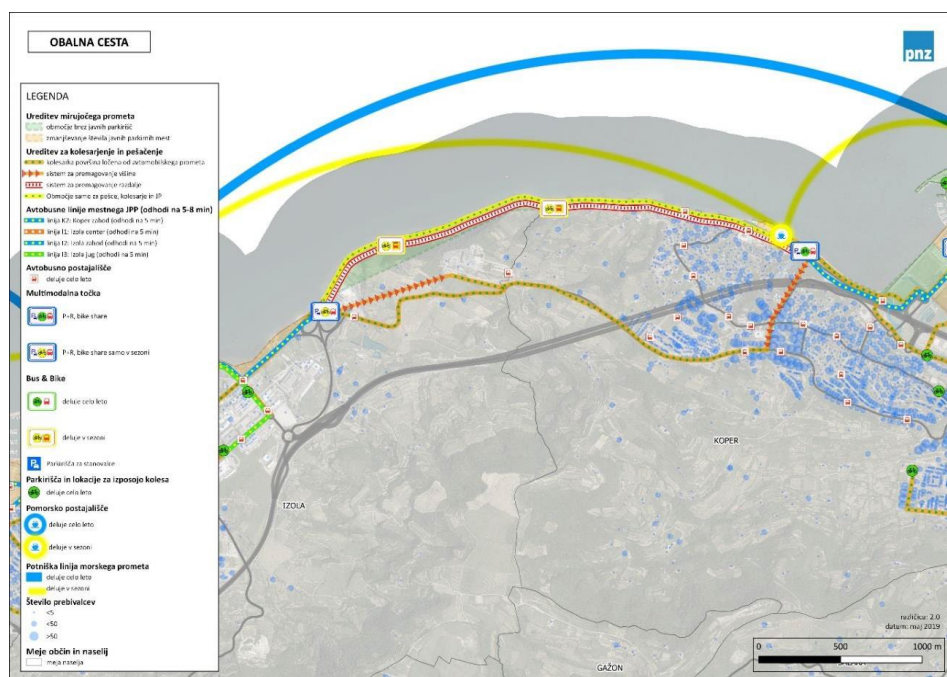 OBALNA CESTA
pnz
LEGENDA
Ureditev mirujočega prometa
območje brez javnih parkirišč
zmanjševanje števila javnih parkirnih mest
Ureditev za kolesarjenje in pešačenje
kolesarska površina ločena od avtomobilskega prometa
sistem za premagovanje višine
sistem za premagovanje razdalje
Območje samo za pešce, kolesarje in JP
Avtobusne linije mestnega JPP (odhodi na 5-8 min)
linija K2: Koper zahod (odhodi na 5 min)
linija I1: Izola center (odhodi na 5 min)
linija I2: Izola zahod (odhodi na 5 min)
linija I3: Izola jug (odhodi na 5 min)
Avtobusno postajališče
deluje celo leto
Multimodalna točka
P+R, bike share
P+R, bike share samo v sezoni
Bus & Bike
deluje celo leto
deluje v sezoni
Parkirišča za stanovalce
Parkirišča in lokacije za izposojo kolesa
deluje celo leto
Pomorsko postajališče
deluje celo leto
deluje v sezoni
Potniška linija morskega prometa
deluje celo leto
deluje v sezoni
Število prebivalcev
<5
<50
>50
Meje občin in naselij
meja naselja
KOPER
IZOLA
GAŽON
različica: 2.0
datum: maj 2019
0 500 1000 m